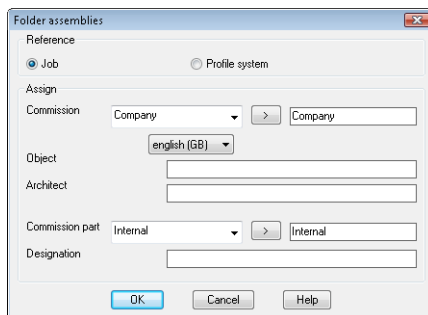 Folder assemblies
Reference
Job Profile system
Assign
Commission Company > Company
english (GB)
Object
Architect
Commission part Internal > Internal
Designation
OK Cancel Help